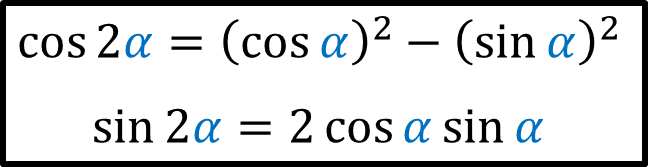 cos 2α = (cos α)² − (sin α)²
sin 2α = 2 cos α sin α